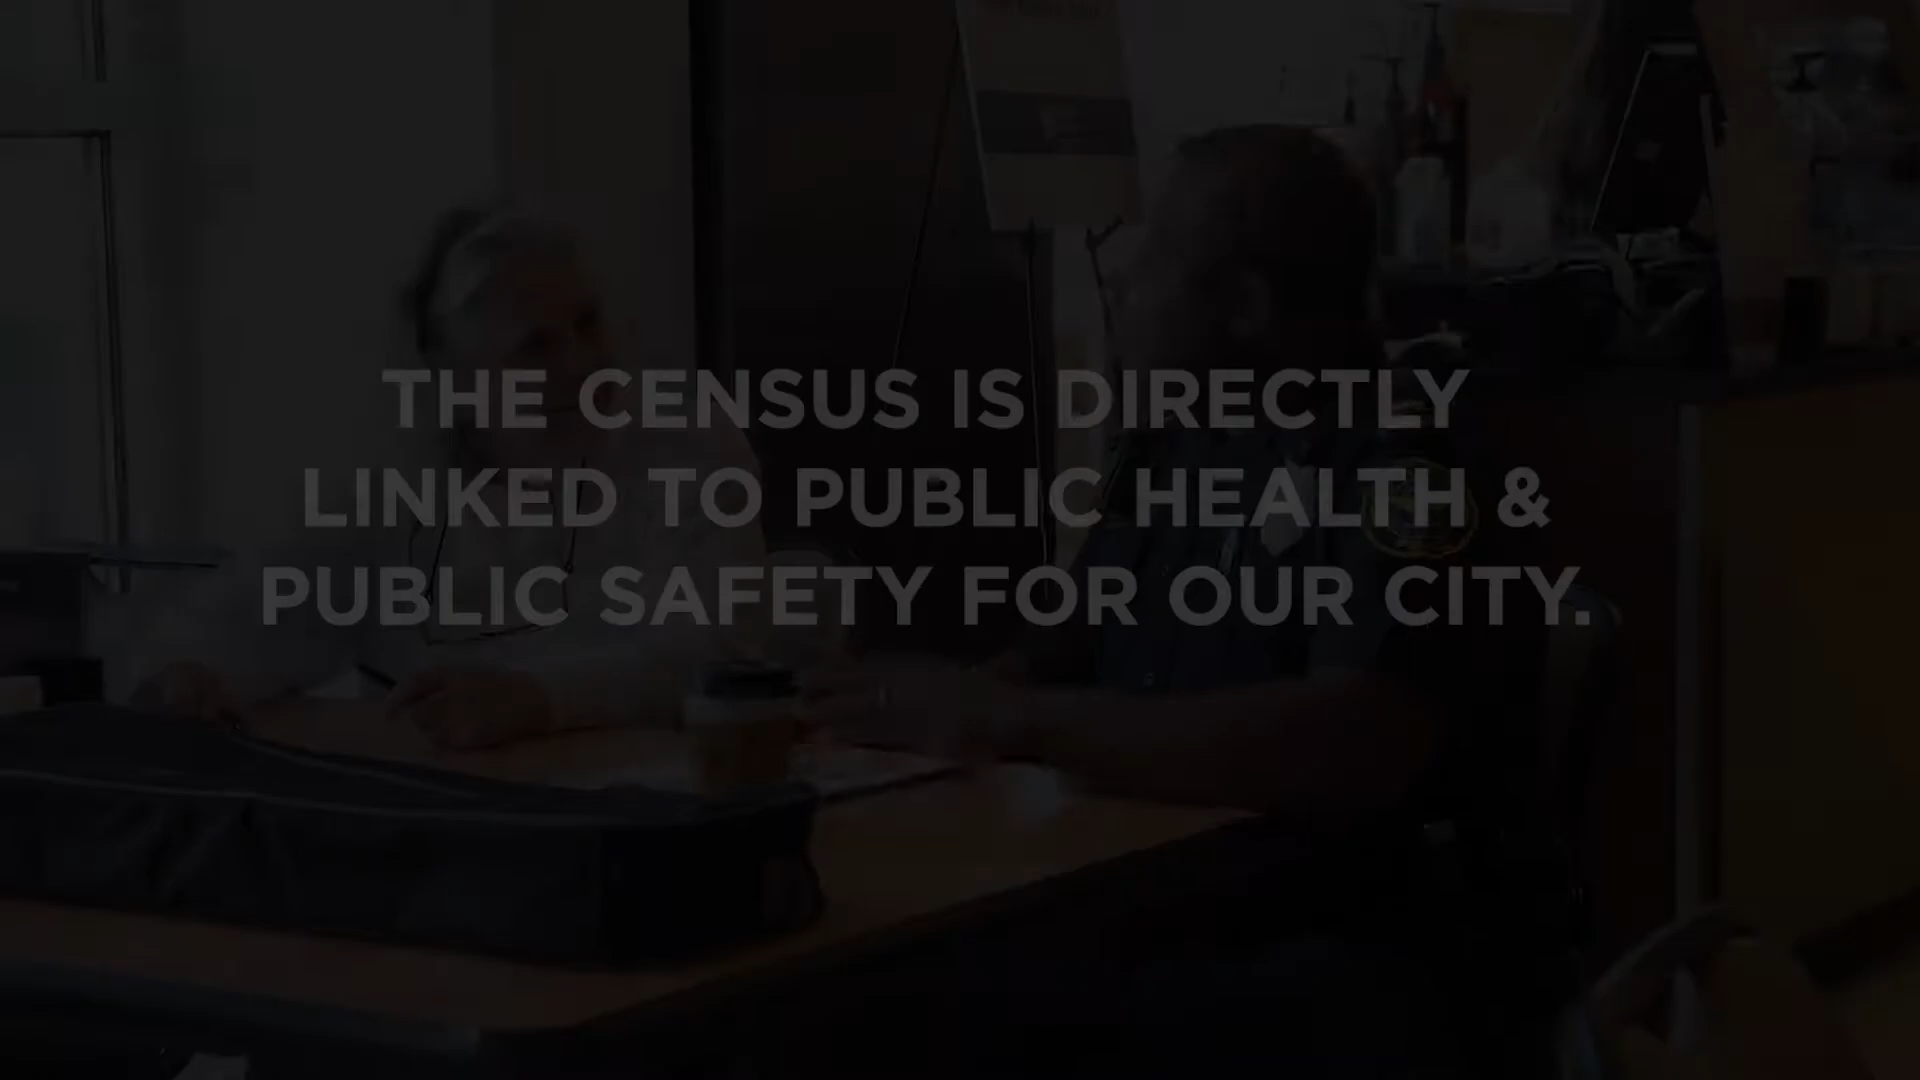 THE CENSUS IS DIRECTLY
LINKED TO PUBLIC HEALTH &
PUBLIC SAFETY FOR OUR CITY.